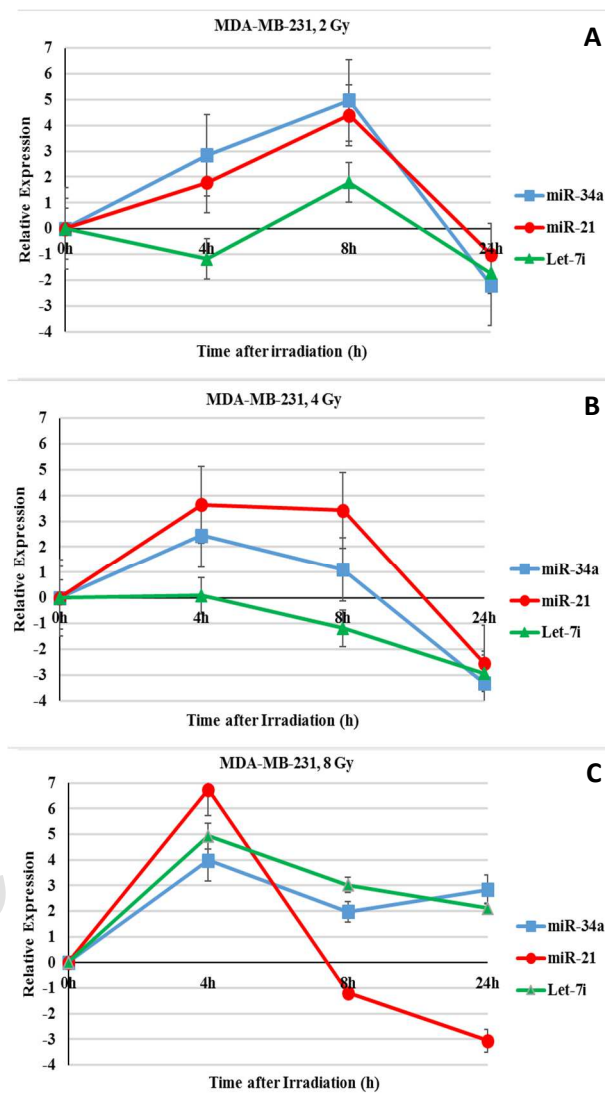 MDA-MB-231, 2 Gy
A
7
6
5
4
3
2
1
0
-1
-2
-3
-4
Relative Expression
0h
4h
8h
24h
Time after irradiation (h)
miR-34a
miR-21
Let-7i
MDA-MB-231, 4 Gy
B
7
6
5
4
3
2
1
0
-1
-2
-3
-4
Relative Expression
0h
4h
8h
24h
Time after Irradiation (h)
miR-34a
miR-21
Let-7i
MDA-MB-231, 8 Gy
C
7
6
5
4
3
2
1
0
-1
-2
-3
-4
Relative Expression
0h
4h
8h
24h
Time after Irradiation (h)
miR-34a
miR-21
Let-7i